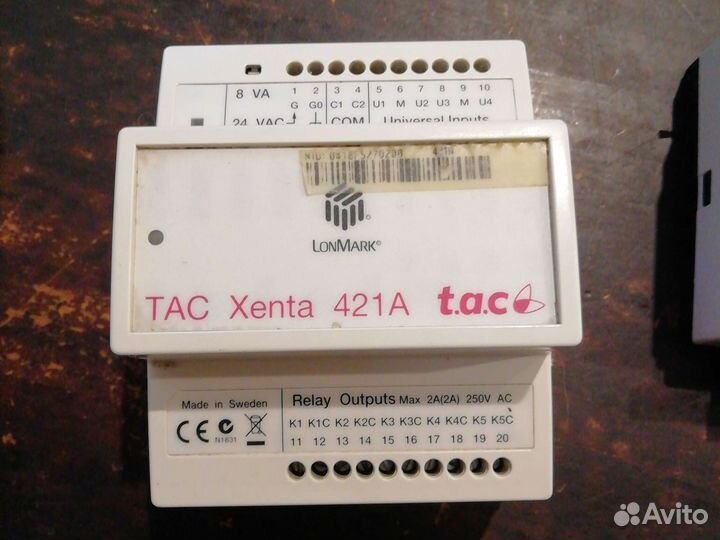 8 VA 1 2 3 4 5 6 7 8 9 10
G G0 C1 C2 U1 M U2 U3 M U4
24 VAC COM Universal Inputs
LONMARK®
TAC Xenta 421A t.a.c
Made in Sweden
CE N1831
Relay Outputs Max 2A(2A) 250V AC
K1 K1C K2 K2C K3 K3C K4 K4C K5 K5C
11 12 13 14 15 16 17 18 19 20
Avito